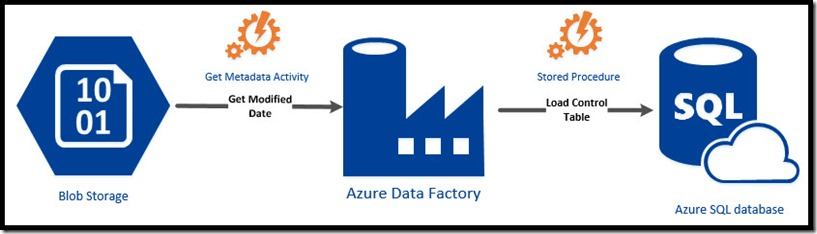 10
01
Blob Storage
Get Metadata Activity
Get Modified
Date
Azure Data Factory
Stored Procedure
Load Control
Table
SQL
Azure SQL database